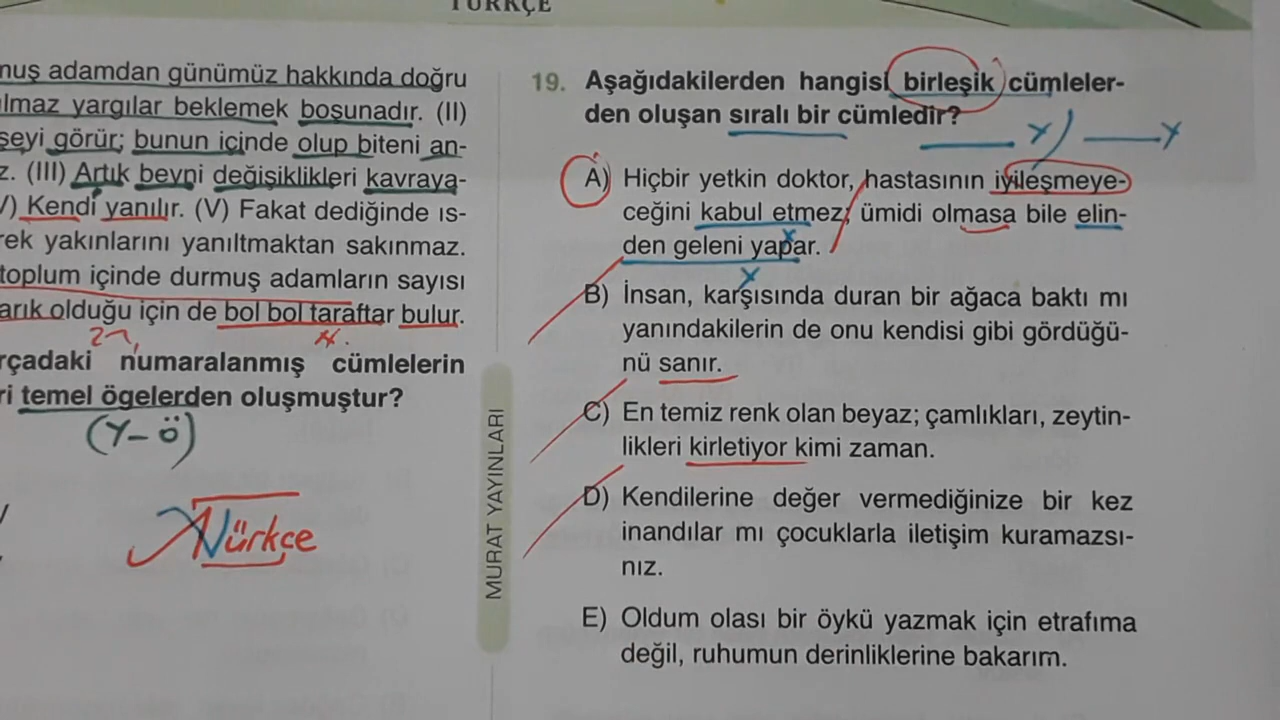 TÜRKÇE
muş adamdan günümüz hakkında doğru
lmaz yargılar beklemek boşunadır. (II)
şeyi görür; bunun içinde olup biteni an-
z. (III) Artık beyni değişiklikleri kavraya-
V) Kendi yanılır. (V) Fakat dediğinde ıs-
rek yakınlarını yanıltmaktan sakınmaz.
toplum içinde durmuş adamların sayısı
arık olduğu için de bol bol taraftar bulur.
rçadaki numaralanmış cümlelerin
ri temel ögelerden oluşmuştur?
(Y-Ö)
Nürkçe
MURAT YAYINLARI
19. Aşağıdakilerden hangisi birleşik cümleler-
den oluşan sıralı bir cümledir?
A) Hiçbir yetkin doktor, hastasının iyileşmeye-
ceğini kabul etmez, ümidi olmasa bile elin-
den geleni yapar.
B) İnsan, karşısında duran bir ağaca baktı mı
yanındakilerin de onu kendisi gibi gördüğü-
nü sanır.
C) En temiz renk olan beyaz; çamlıkları, zeytin-
likleri kirletiyor kimi zaman.
D) Kendilerine değer vermediğinize bir kez
inandılar mı çocuklarla iletişim kuramazsı-
nız.
E) Oldum olası bir öykü yazmak için etrafıma
değil, ruhumun derinliklerine bakarım.